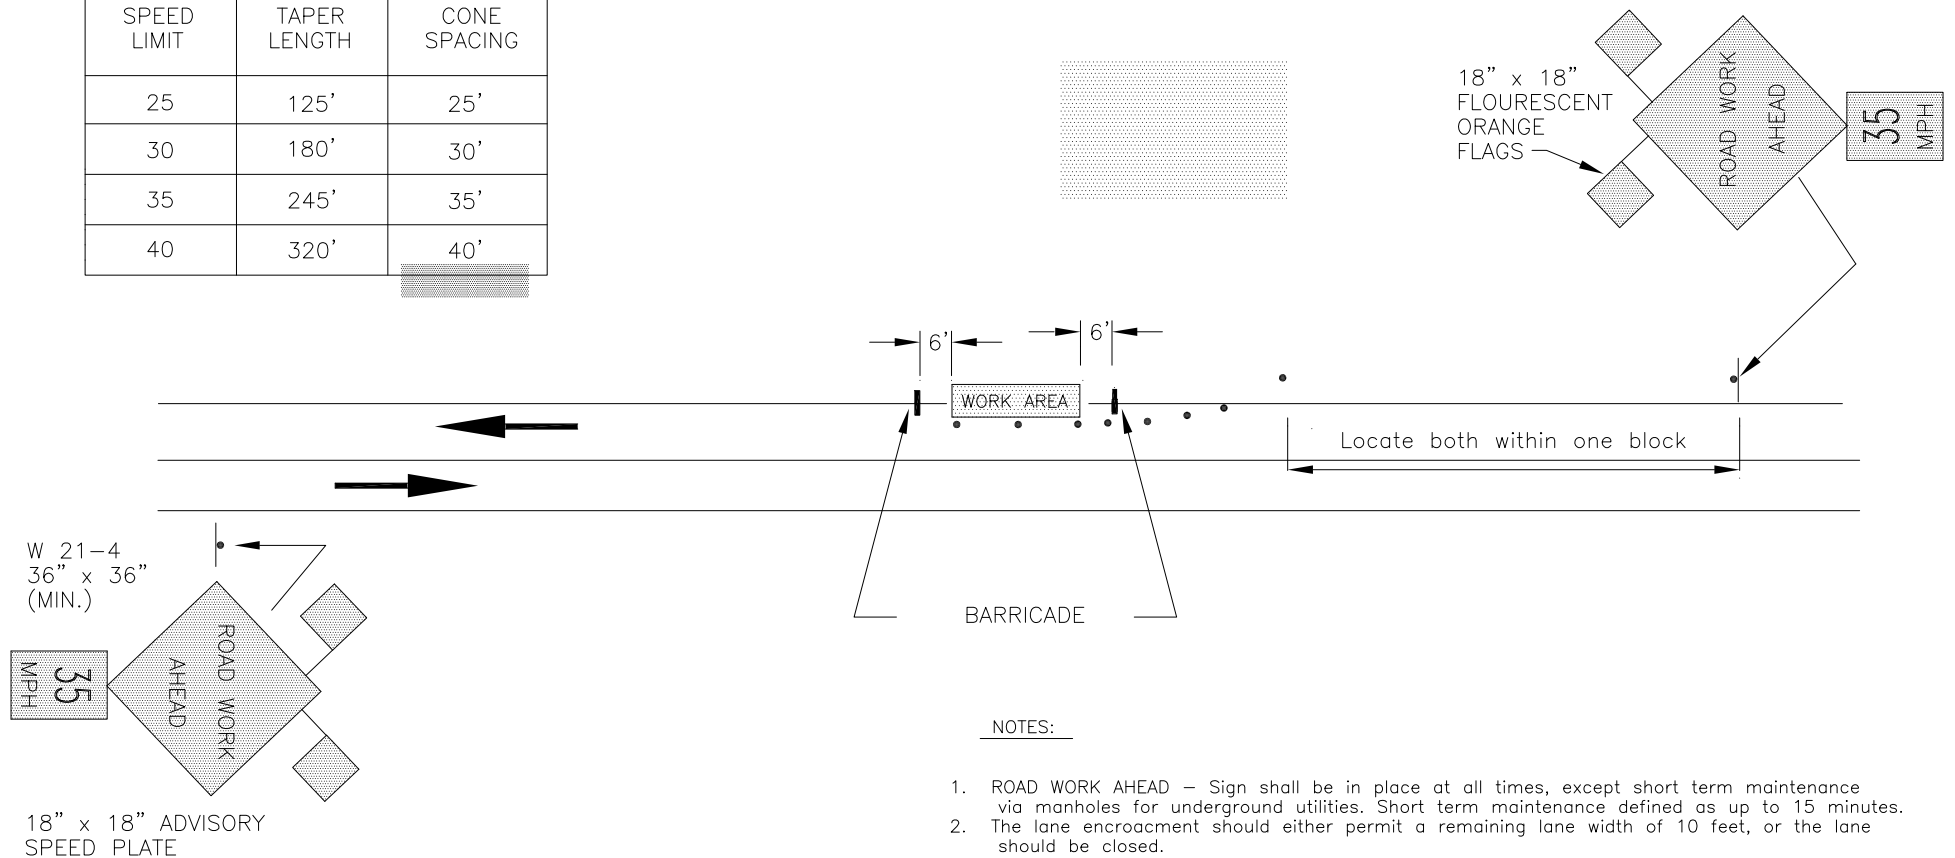 SPEED LIMIT TAPER LENGTH CONE SPACING
25 125' 25'
30 180' 30'
35 245' 35'
40 320' 40'
18" x 18"
FLOURESCENT
ORANGE
FLAGS
ROAD WORK
AHEAD
35
MPH
6'
6'
WORK AREA
Locate both within one block
W 21-4
36" x 36"
(MIN.)
BARRICADE
ROAD WORK
AHEAD
35
MPH
18" x 18" ADVISORY
SPEED PLATE
NOTES:
1. ROAD WORK AHEAD – Sign shall be in place at all times, except short term maintenance
via manholes for underground utilities. Short term maintenance defined as up to 15 minutes.
2. The lane encroacment should either permit a remaining lane width of 10 feet, or the lane
should be closed.